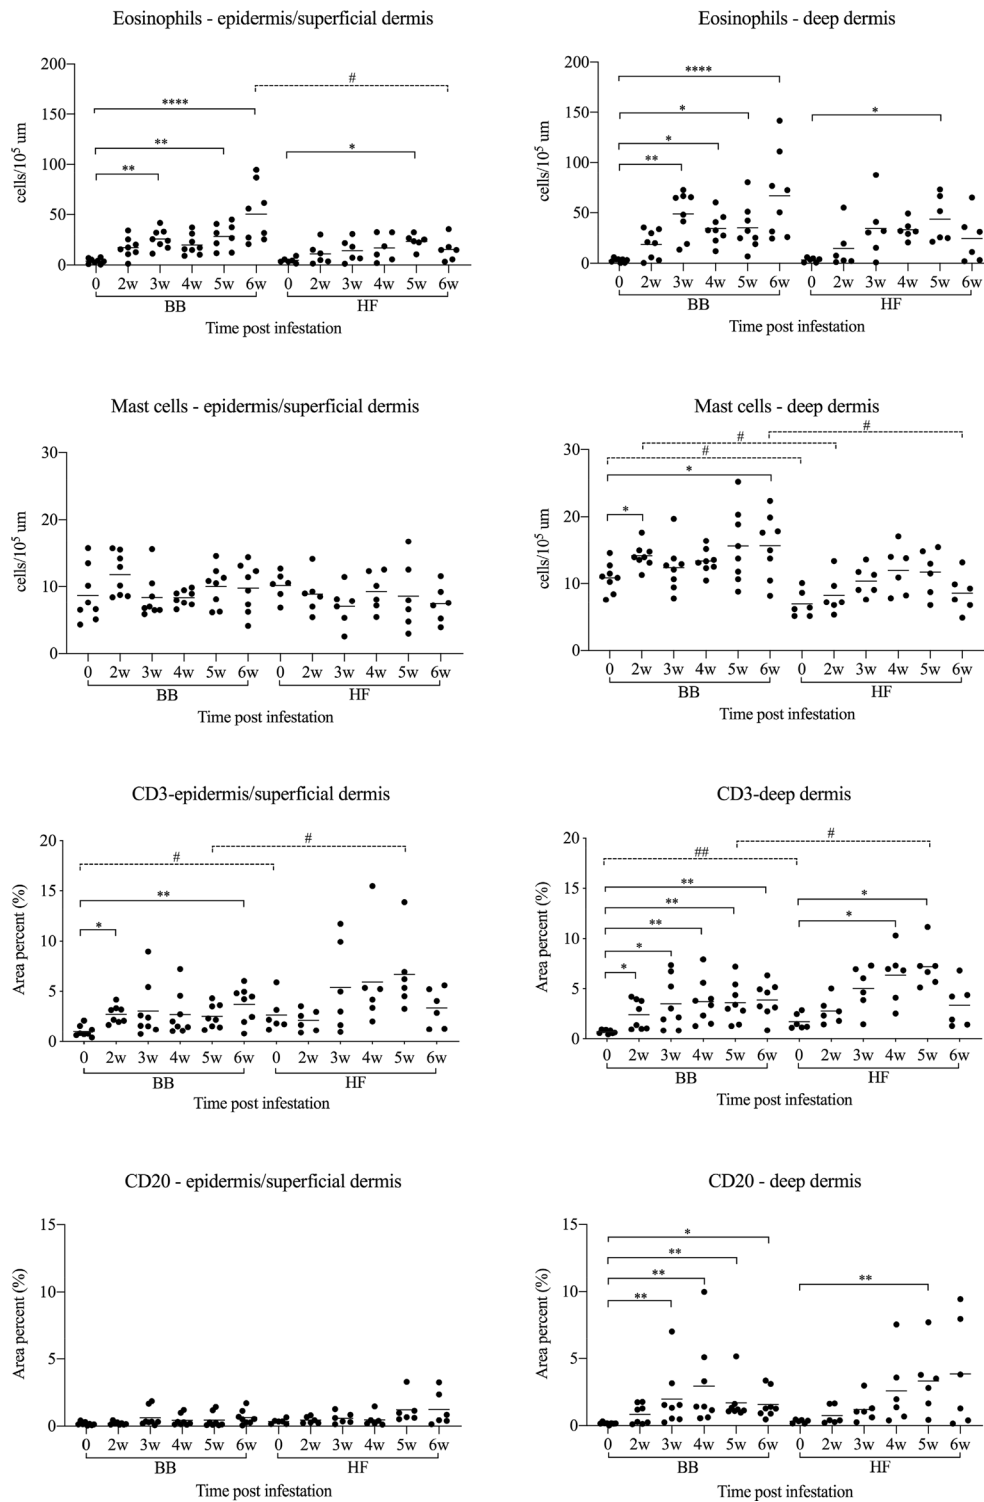 Eosinophils - epidermis/superficial dermis
200
150
100
50
0
cells/10⁵ um
#
****
**
**
*
0 2w 3w 4w 5w 6w 0 2w 3w 4w 5w 6w
BB HF
Time post infestation
Eosinophils - deep dermis
200
150
100
50
0
cells/10⁵ um
****
*
*
**
*
0 2w 3w 4w 5w 6w 0 2w 3w 4w 5w 6w
BB HF
Time post infestation
Mast cells - epidermis/superficial dermis
30
20
10
0
cells/10⁵ um
0 2w 3w 4w 5w 6w 0 2w 3w 4w 5w 6w
BB HF
Time post infestation
Mast cells - deep dermis
30
20
10
0
cells/10⁵ um
#
#
#
*
*
0 2w 3w 4w 5w 6w 0 2w 3w 4w 5w 6w
BB HF
Time post infestation
CD3-epidermis/superficial dermis
20
15
10
5
0
Area percent (%)
#
#
**
*
0 2w 3w 4w 5w 6w 0 2w 3w 4w 5w 6w
BB HF
Time post infestation
CD3-deep dermis
20
15
10
5
0
Area percent (%)
#
##
**
**
**
*
*
*
*
0 2w 3w 4w 5w 6w 0 2w 3w 4w 5w 6w
BB HF
Time post infestation
CD20 - epidermis/superficial dermis
15
10
5
0
Area percent (%)
0 2w 3w 4w 5w 6w 0 2w 3w 4w 5w 6w
BB HF
Time post infestation
CD20 - deep dermis
15
10
5
0
Area percent (%)
*
**
**
**
**
0 2w 3w 4w 5w 6w 0 2w 3w 4w 5w 6w
BB HF
Time post infestation